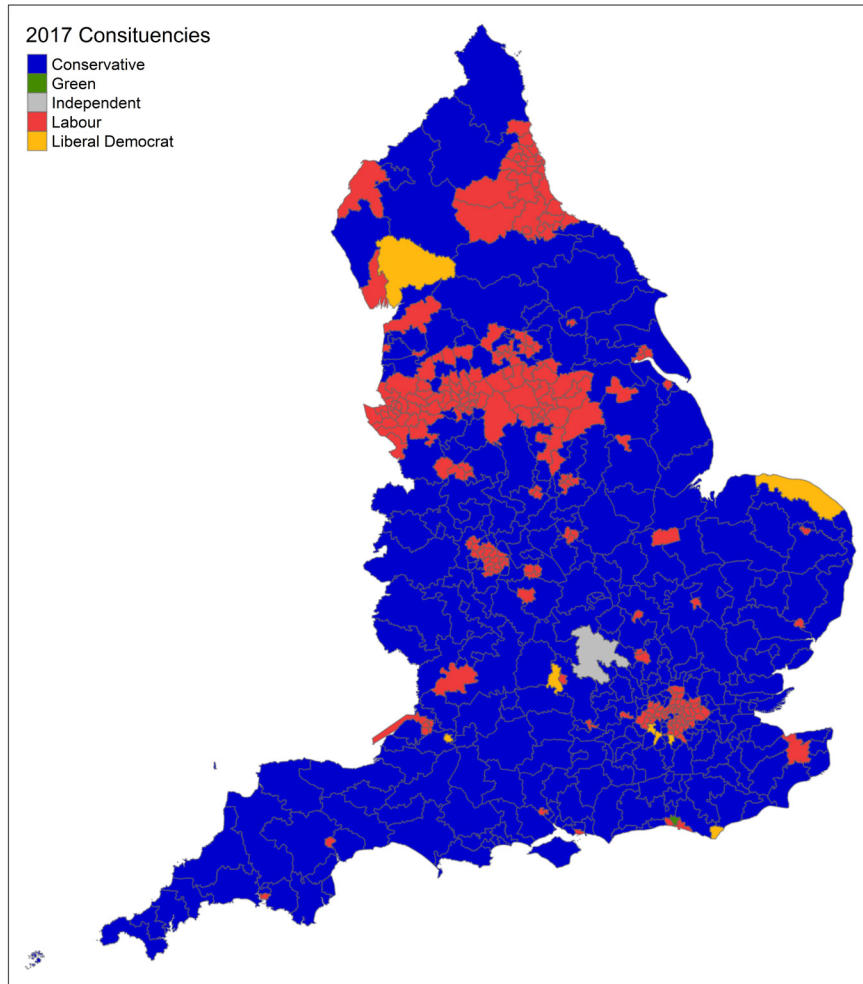 2017 Consituencies
Conservative
Green
Independent
Labour
Liberal Democrat